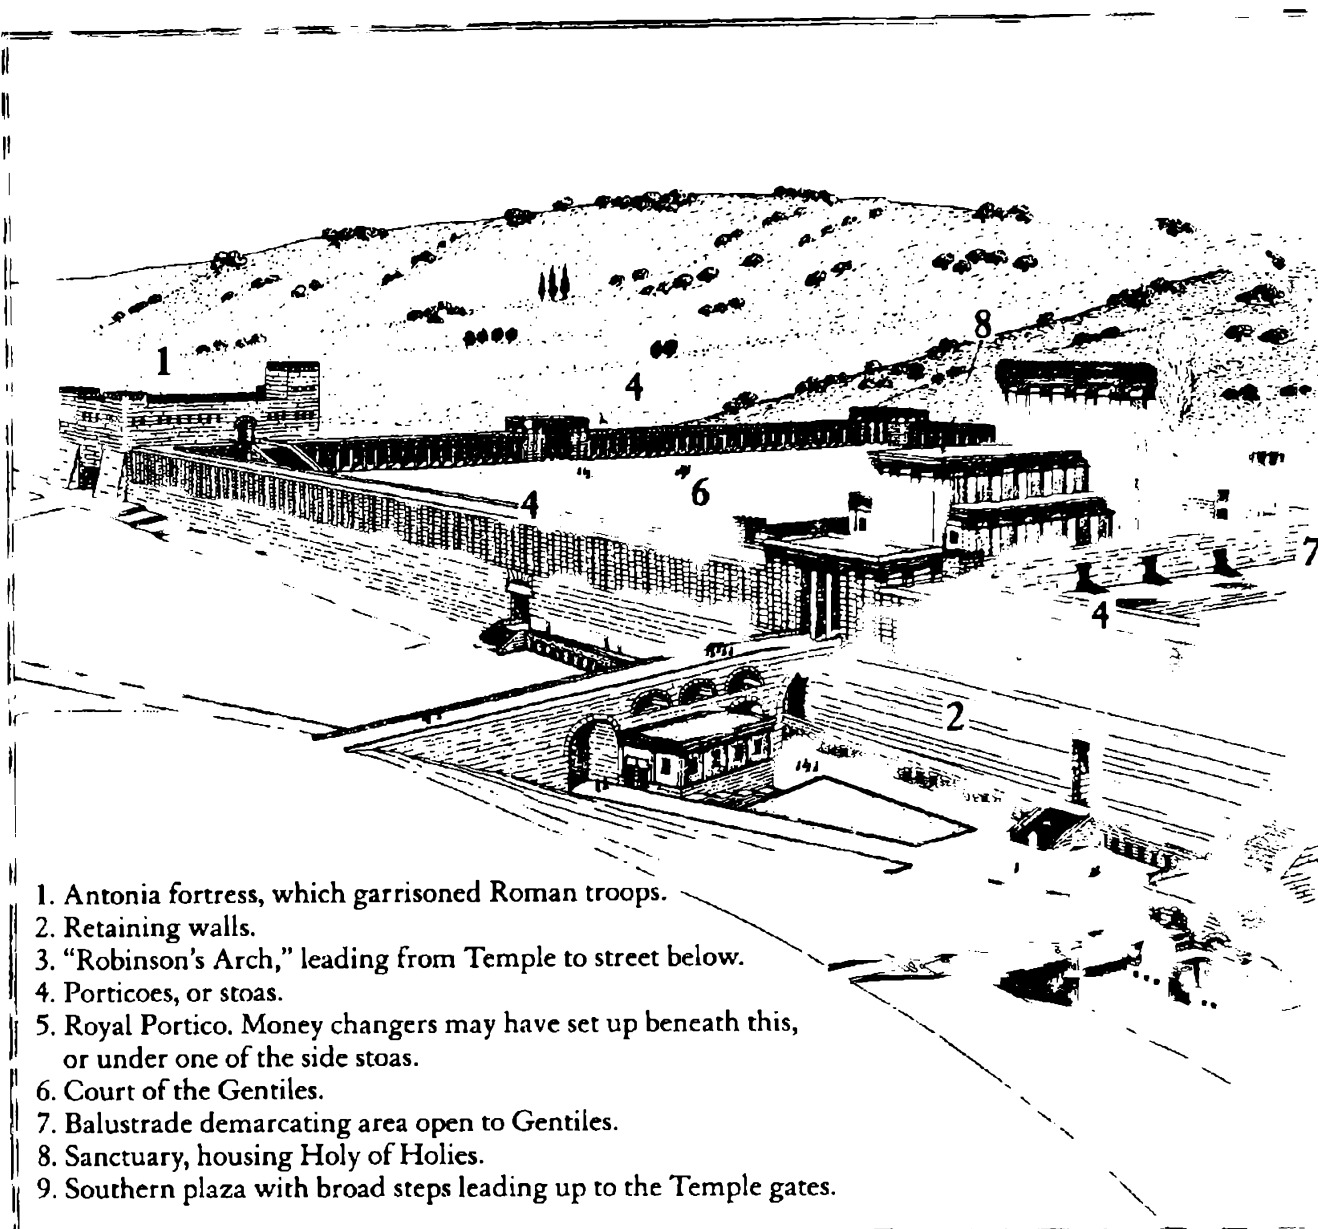 8
1
4
4
6
7
4
2
1. Antonia fortress, which garrisoned Roman troops.
2. Retaining walls.
3. “Robinson’s Arch,” leading from Temple to street below.
4. Porticoes, or stoas.
5. Royal Portico. Money changers may have set up beneath this,
or under one of the side stoas.
6. Court of the Gentiles.
7. Balustrade demarcating area open to Gentiles.
8. Sanctuary, housing Holy of Holies.
9. Southern plaza with broad steps leading up to the Temple gates.